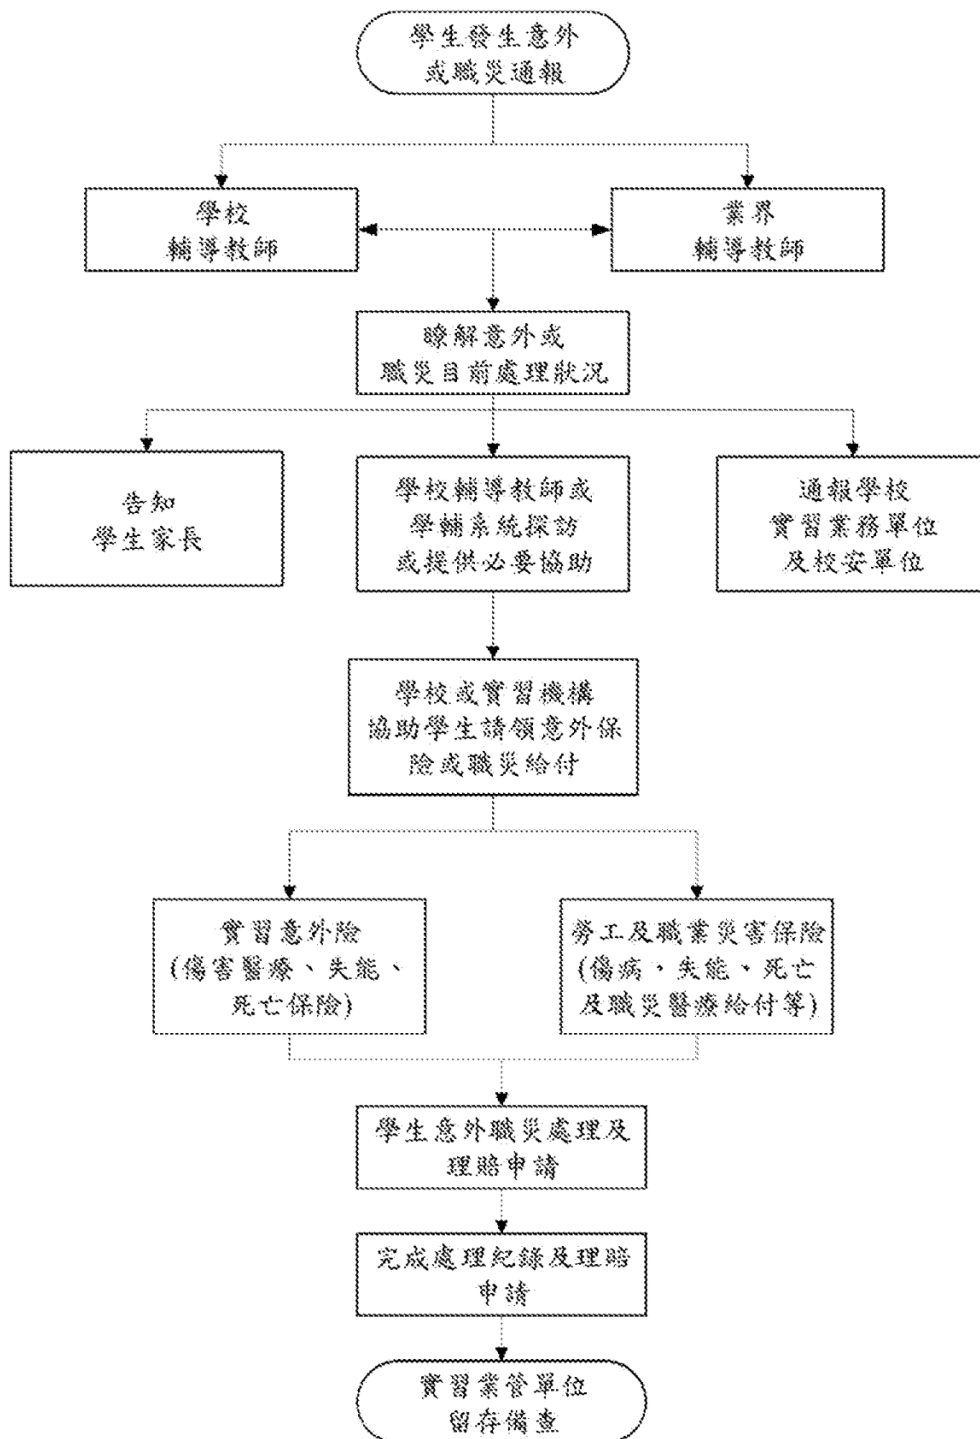 學生發生意外
或職災通報
學校
輔導教師
業界
輔導教師
瞭解意外或
職災目前處理狀況
告知
學生家長
學校輔導教師或
學輔系統探訪
或提供必要協助
通報學校
實習業務單位
及校安單位
學校或實習機構
協助學生請領意外保
險或職災給付
實習意外險
(傷害醫療、失能、
死亡保險)
勞工及職業災害保險
(傷病、失能、死亡
及職災醫療給付等)
學生意外職災處理及
理賠申請
完成處理紀錄及理賠
申請
實習業管單位
留存備查